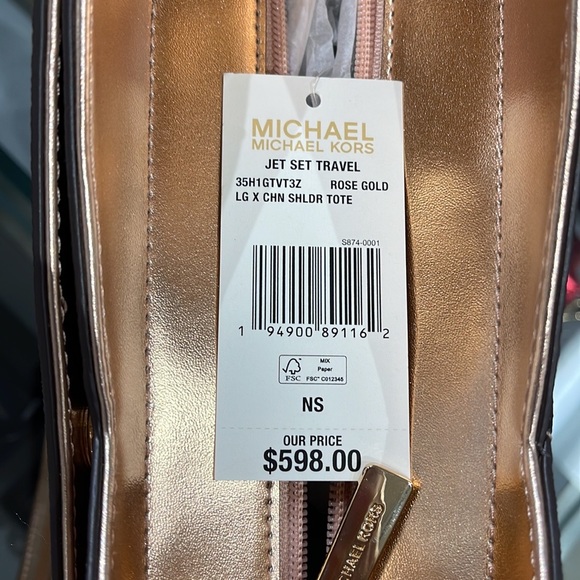 MICHAEL
MICHAEL KORS
JET SET TRAVEL
35H1GTVT3Z ROSE GOLD
LG X CHN SHLDR TOTE
S874-0001
1 94900 89116 2
FSC
MIX
Paper
FSC® C012345
NS
OUR PRICE
$598.00
MICHAEL KORS